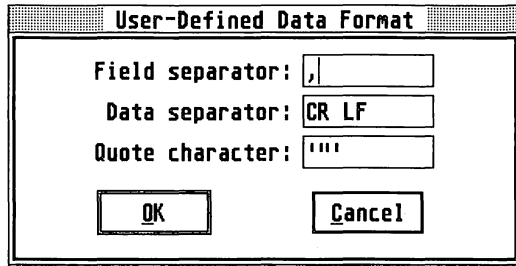 User-Defined Data Format
Field separator: ,
Data separator: CR LF
Quote character: '"'
OK
Cancel